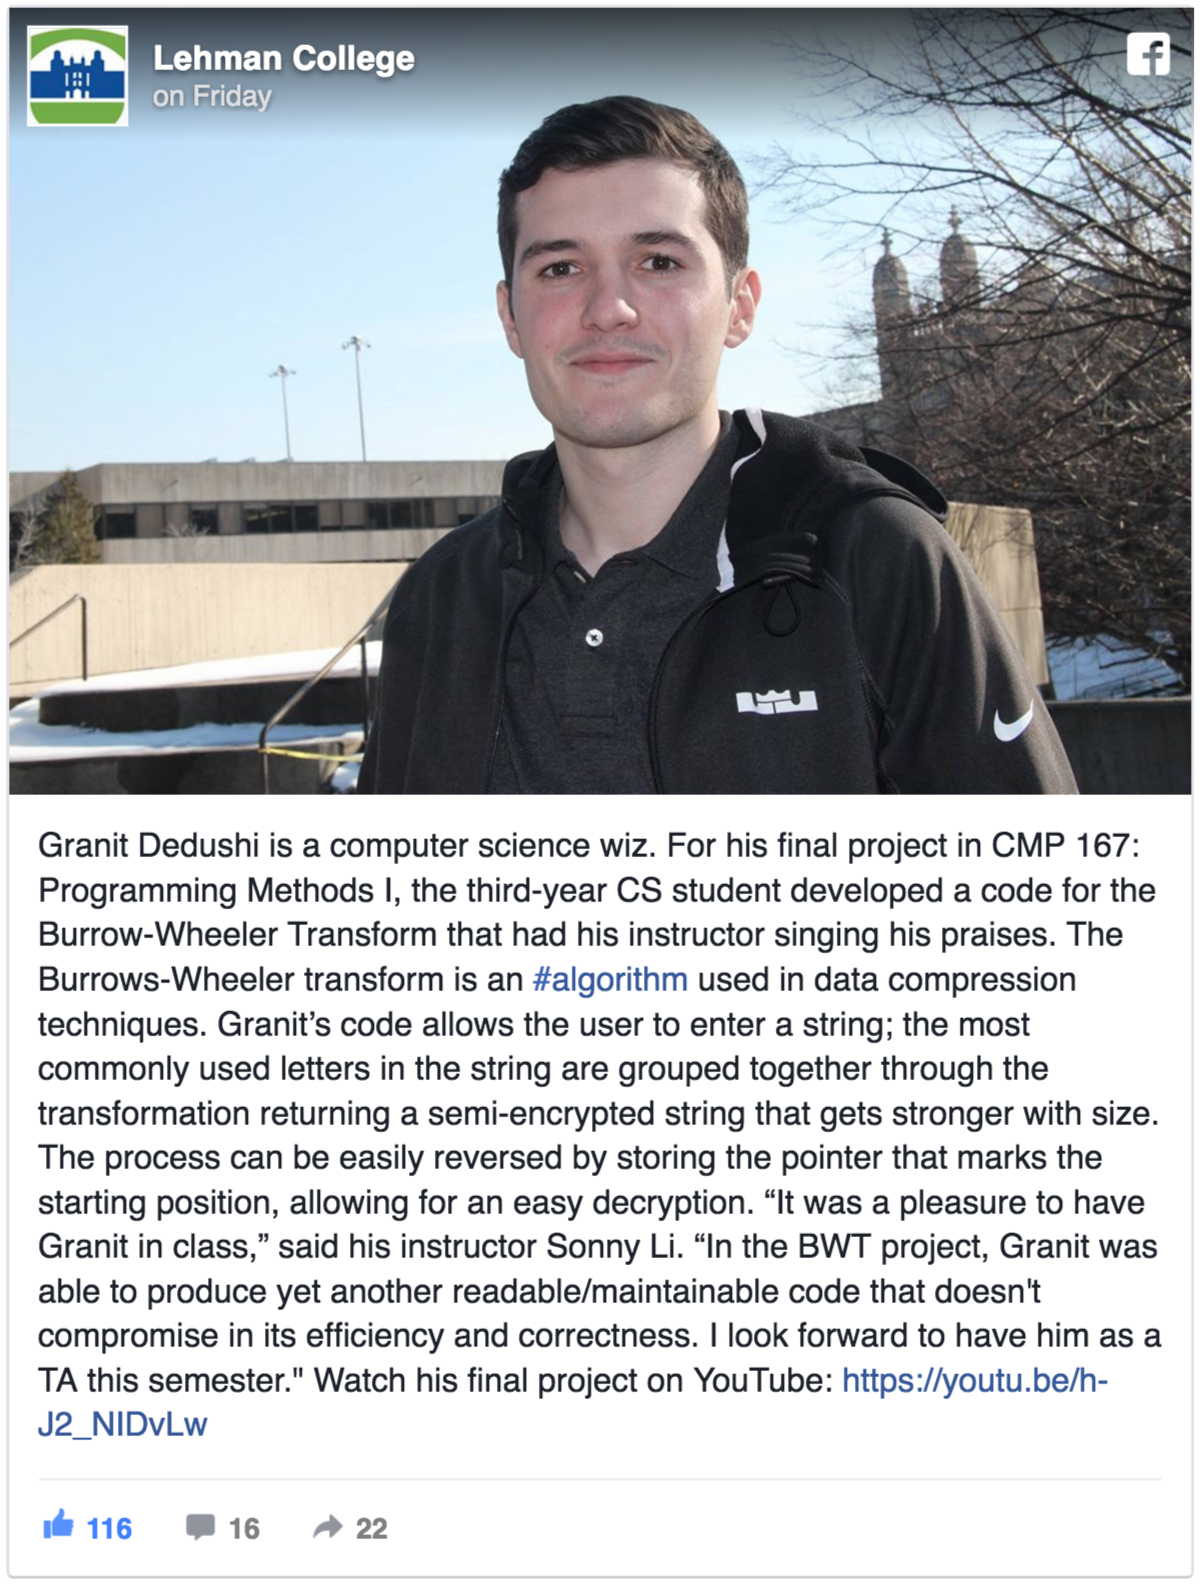 Lehman College
on Friday
Granit Dedushi is a computer science wiz. For his final project in CMP 167:
Programming Methods I, the third-year CS student developed a code for the
Burrow-Wheeler Transform that had his instructor singing his praises. The
Burrows-Wheeler transform is an #algorithm used in data compression
techniques. Granit’s code allows the user to enter a string; the most
commonly used letters in the string are grouped together through the
transformation returning a semi-encrypted string that gets stronger with size.
The process can be easily reversed by storing the pointer that marks the
starting position, allowing for an easy decryption. “It was a pleasure to have
Granit in class,” said his instructor Sonny Li. “In the BWT project, Granit was
able to produce yet another readable/maintainable code that doesn't
compromise in its efficiency and correctness. I look forward to have him as a
TA this semester." Watch his final project on YouTube: https://youtu.be/h-
J2_NIDvLw
116 16 22